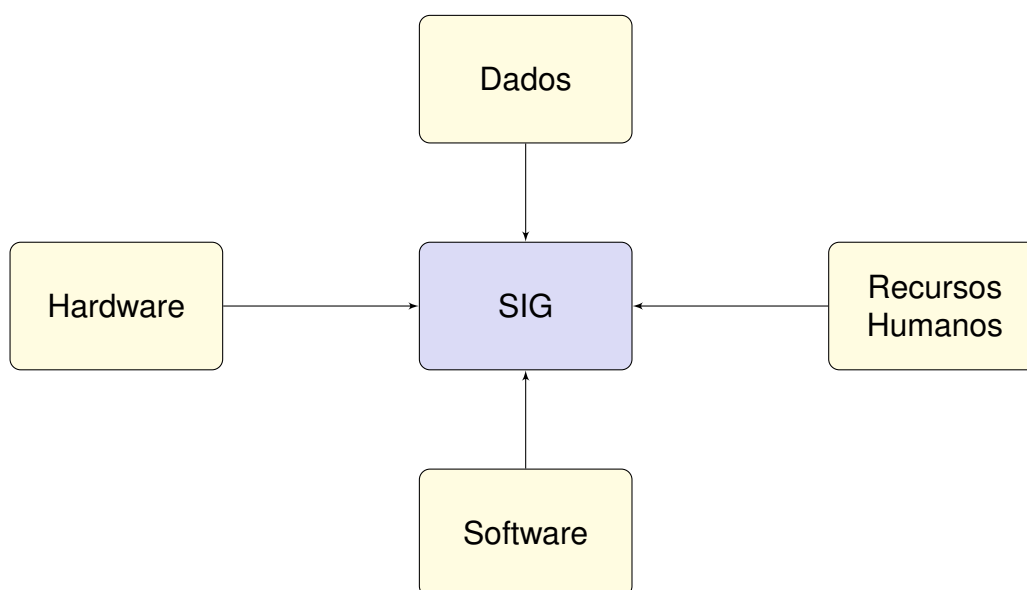 Dados
Hardware
SIG
Recursos
Humanos
Software